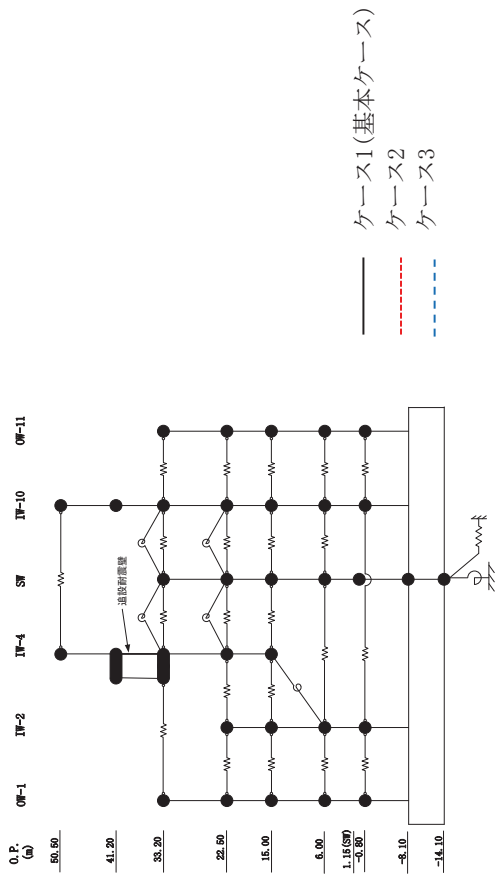 O.P.
(m)
OW-1
IW-2
IW-4
SW
IW-10
OW-11
50.50
41.20
追設耐震壁
33.20
22.50
15.00
6.00
1.15(SW)
-0.80
-8.10
-14.10
ケース1(基本ケース)
ケース2
ケース3